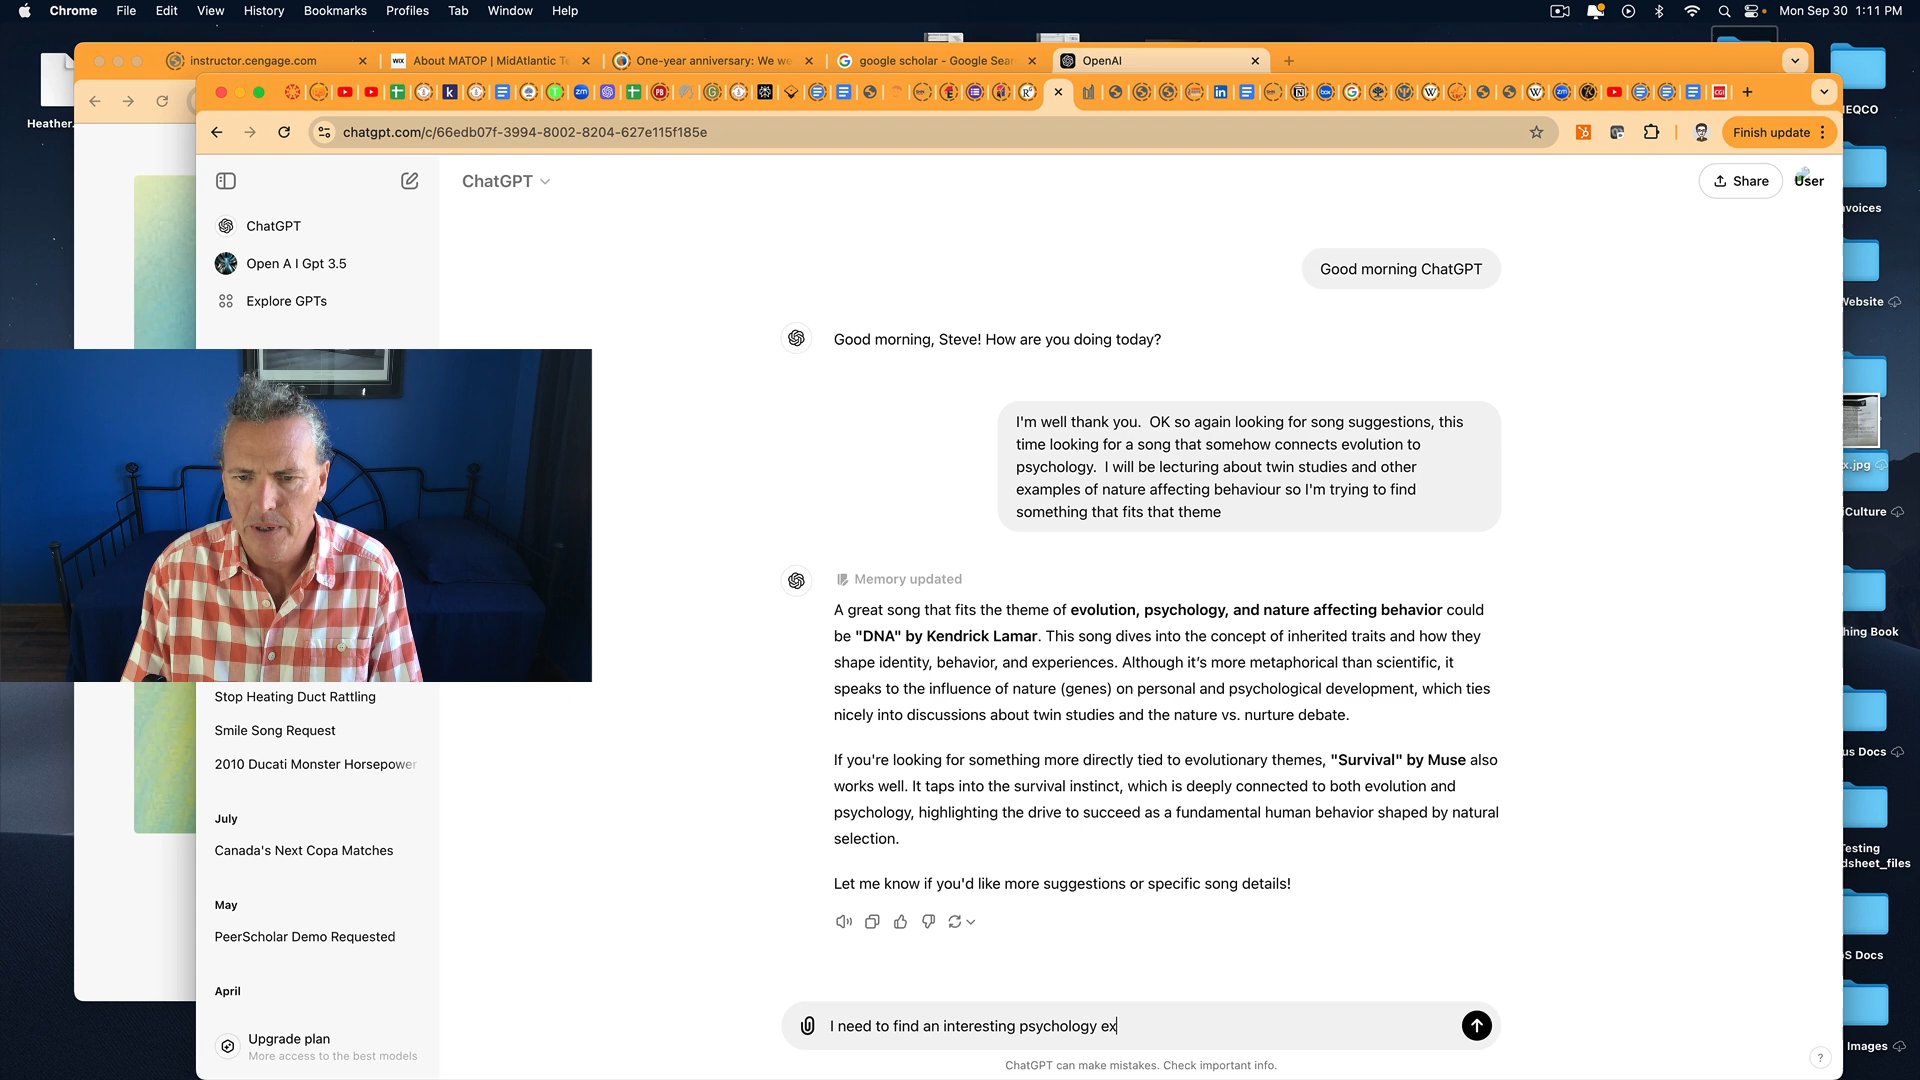 Chrome File Edit View History Bookmarks Profiles Tab Window Help
Mon Sep 30 1:11 PM
Heather.
instructor.cengage.com
WIX About MATOP | MidAtlantic Te
One-year anniversary: We we
google scholar - Google Sear
OpenAI
chatgpt.com/c/66edb07f-3994-8002-8204-627e115f185e
Finish update
ChatGPT
Share
User
ChatGPT
Open A I Gpt 3.5
Explore GPTs
Stop Heating Duct Rattling
Smile Song Request
2010 Ducati Monster Horsepower
July
Canada's Next Copa Matches
May
PeerScholar Demo Requested
April
Upgrade plan
More access to the best models
Good morning ChatGPT
Good morning, Steve! How are you doing today?
I'm well thank you. OK so again looking for song suggestions, this
time looking for a song that somehow connects evolution to
psychology. I will be lecturing about twin studies and other
examples of nature affecting behaviour so I'm trying to find
something that fits that theme
Memory updated
A great song that fits the theme of evolution, psychology, and nature affecting behavior could
be "DNA" by Kendrick Lamar. This song dives into the concept of inherited traits and how they
shape identity, behavior, and experiences. Although it's more metaphorical than scientific, it
speaks to the influence of nature (genes) on personal and psychological development, which ties
nicely into discussions about twin studies and the nature vs. nurture debate.
If you're looking for something more directly tied to evolutionary themes, "Survival" by Muse also
works well. It taps into the survival instinct, which is deeply connected to both evolution and
psychology, highlighting the drive to succeed as a fundamental human behavior shaped by natural
selection.
Let me know if you'd like more suggestions or specific song details!
I need to find an interesting psychology ex
ChatGPT can make mistakes. Check important info.
?
IEQCO
nvoices
Website
x.jpg
iCulture
hing Book
us Docs
Testing
dsheet_files
S Docs
Images